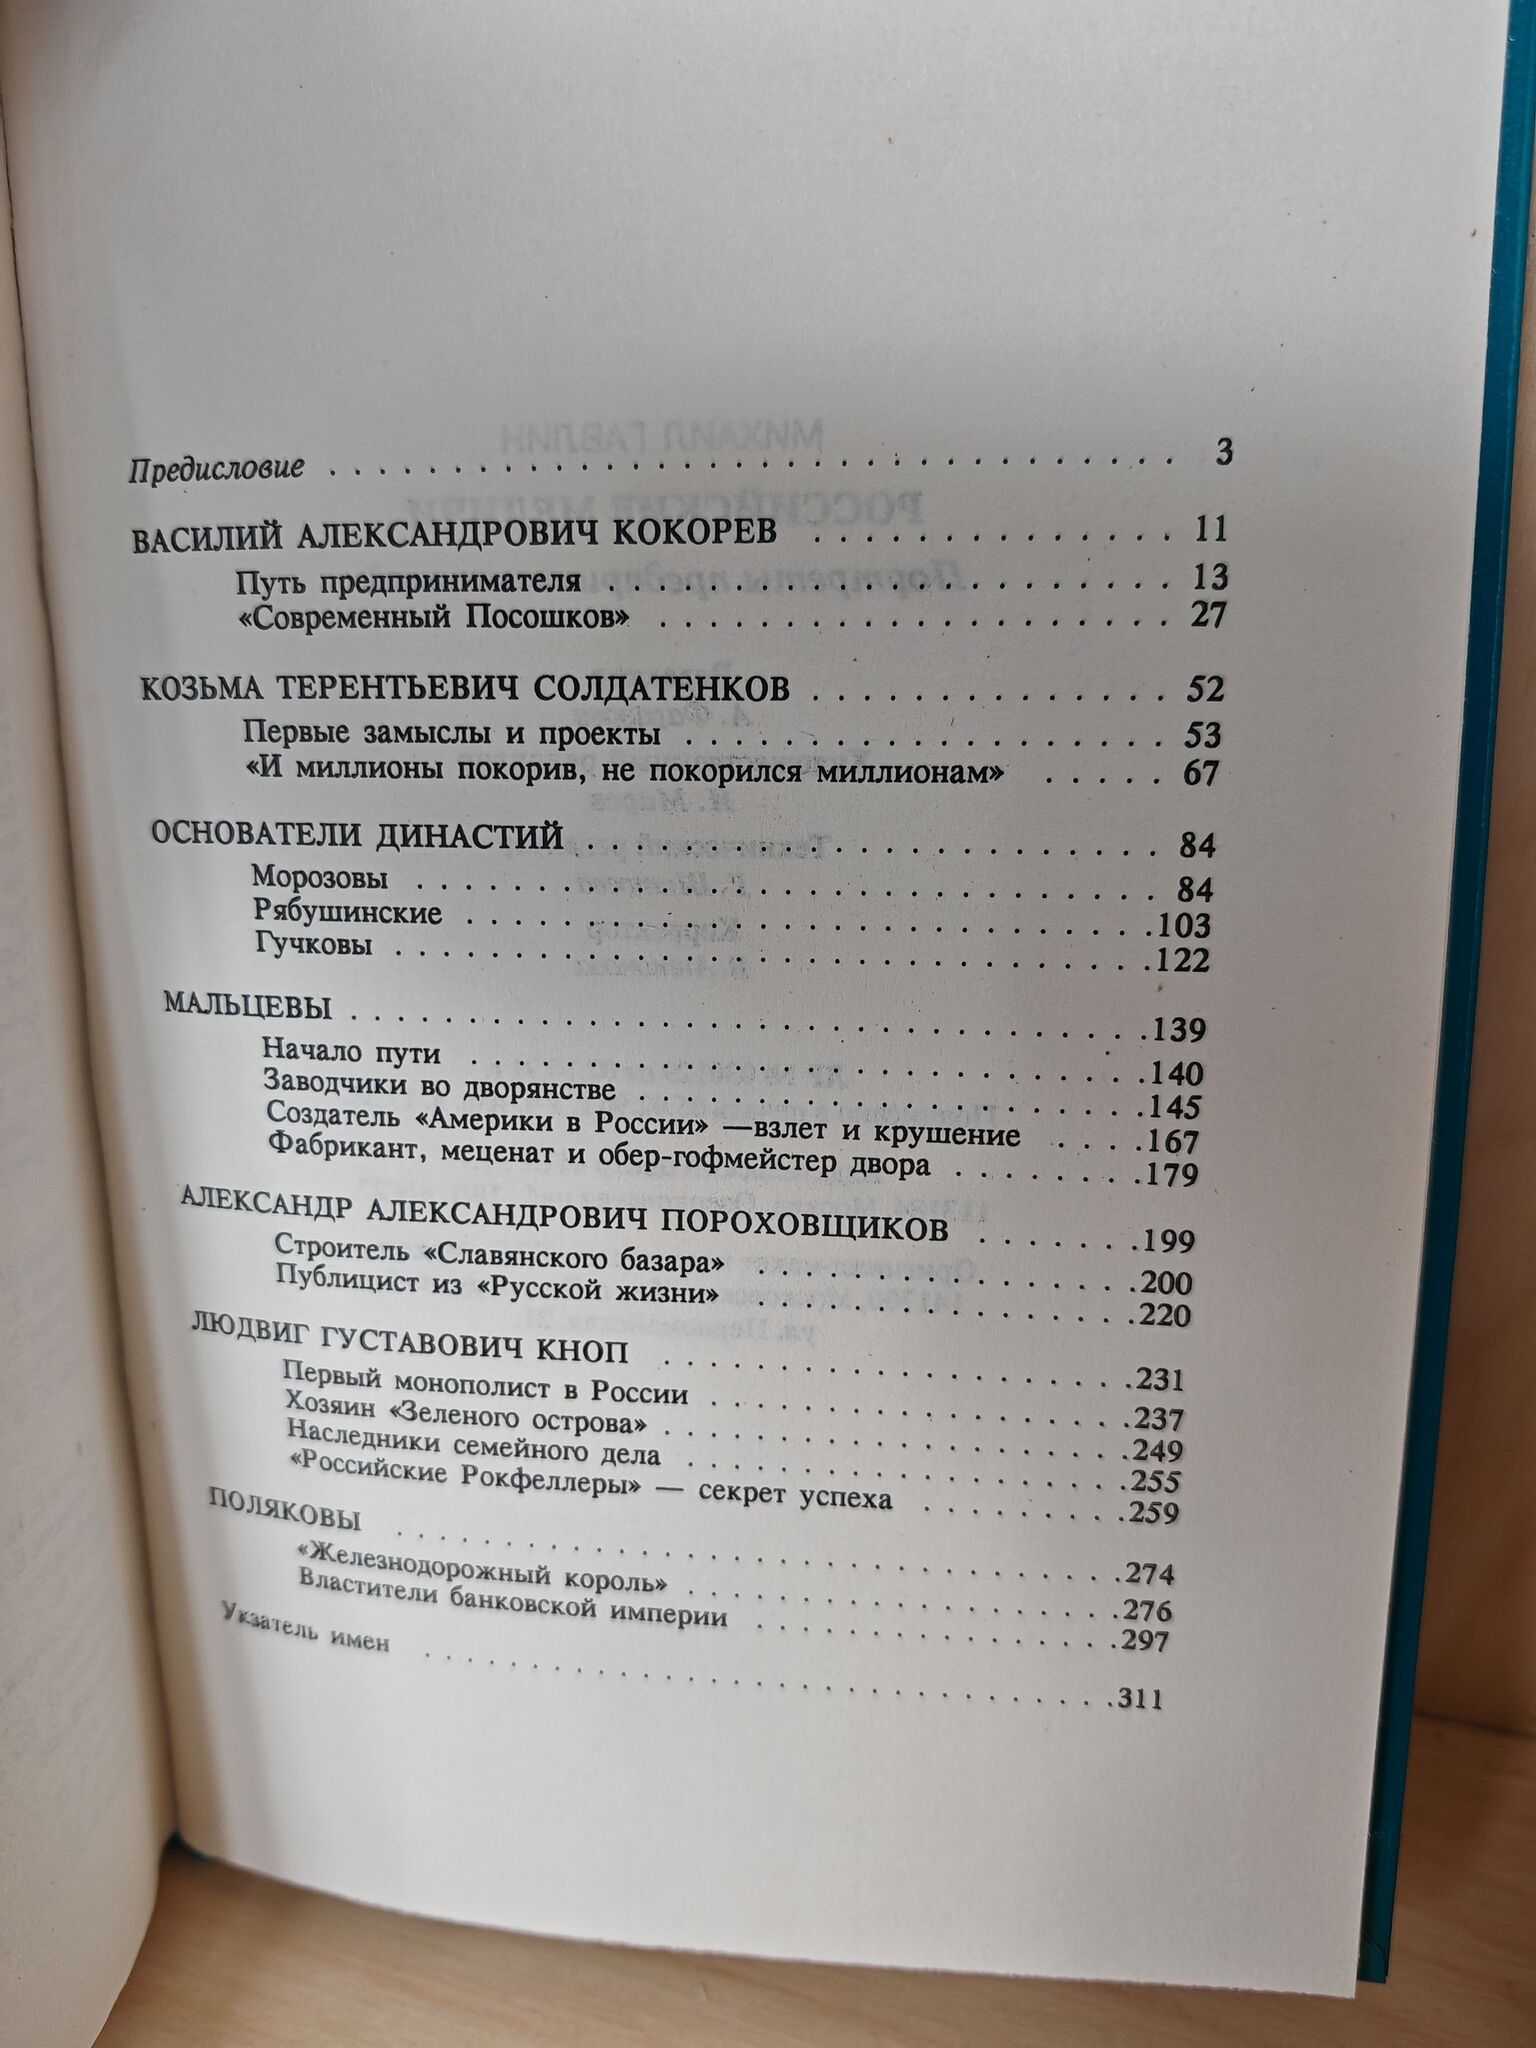 Предисловие . . . . . . . . . . . . . . . . . . . . . . . . . . 3
ВАСИЛИЙ АЛЕКСАНДРОВИЧ КОКОРЕВ . . . . . . . . . . . 11
Путь предпринимателя . . . . . . . . . . . . . . . . . . 13
«Современный Посошков» . . . . . . . . . . . . . . . . 27
КОЗЬМА ТЕРЕНТЬЕВИЧ СОЛДАТЕНКОВ . . . . . . . . . . . 52
Первые замыслы и проекты . . . . . . . . . . . . . . . 53
«И миллионы покорив, не покорился миллионам» . . . . . 67
ОСНОВАТЕЛИ ДИНАСТИЙ . . . . . . . . . . . . . . . . . . 84
Морозовы . . . . . . . . . . . . . . . . . . . . . . . . 84
Рябушинские . . . . . . . . . . . . . . . . . . . . . . .103
Гучковы . . . . . . . . . . . . . . . . . . . . . . . . .122
МАЛЬЦЕВЫ . . . . . . . . . . . . . . . . . . . . . . . . .139
Начало пути . . . . . . . . . . . . . . . . . . . . . . .140
Заводчики во дворянстве . . . . . . . . . . . . . . . . .145
Создатель «Америки в России» —взлет и крушение . . . . 167
Фабрикант, меценат и обер-гофмейстер двора . . . . . . .179
АЛЕКСАНДР АЛЕКСАНДРОВИЧ ПОРОХОВЩИКОВ . . . . . . .199
Строитель «Славянского базара» . . . . . . . . . . . . . 200
Публицист из «Русской жизни» . . . . . . . . . . . . . .220
ЛЮДВИГ ГУСТАВОВИЧ КНОП . . . . . . . . . . . . . . . .231
Первый монополист в России . . . . . . . . . . . . . . .237
Хозяин «Зеленого острова» . . . . . . . . . . . . . . . .249
Наследники семейного дела . . . . . . . . . . . . . . . .255
«Российские Рокфеллеры» — секрет успеха . . . . . . . .259
ПОЛЯКОВЫ . . . . . . . . . . . . . . . . . . . . . . . .274
«Железнодорожный король» . . . . . . . . . . . . . . . .276
Властители банковской империи . . . . . . . . . . . . . .297
Указатель имен . . . . . . . . . . . . . . . . . . . . . .311